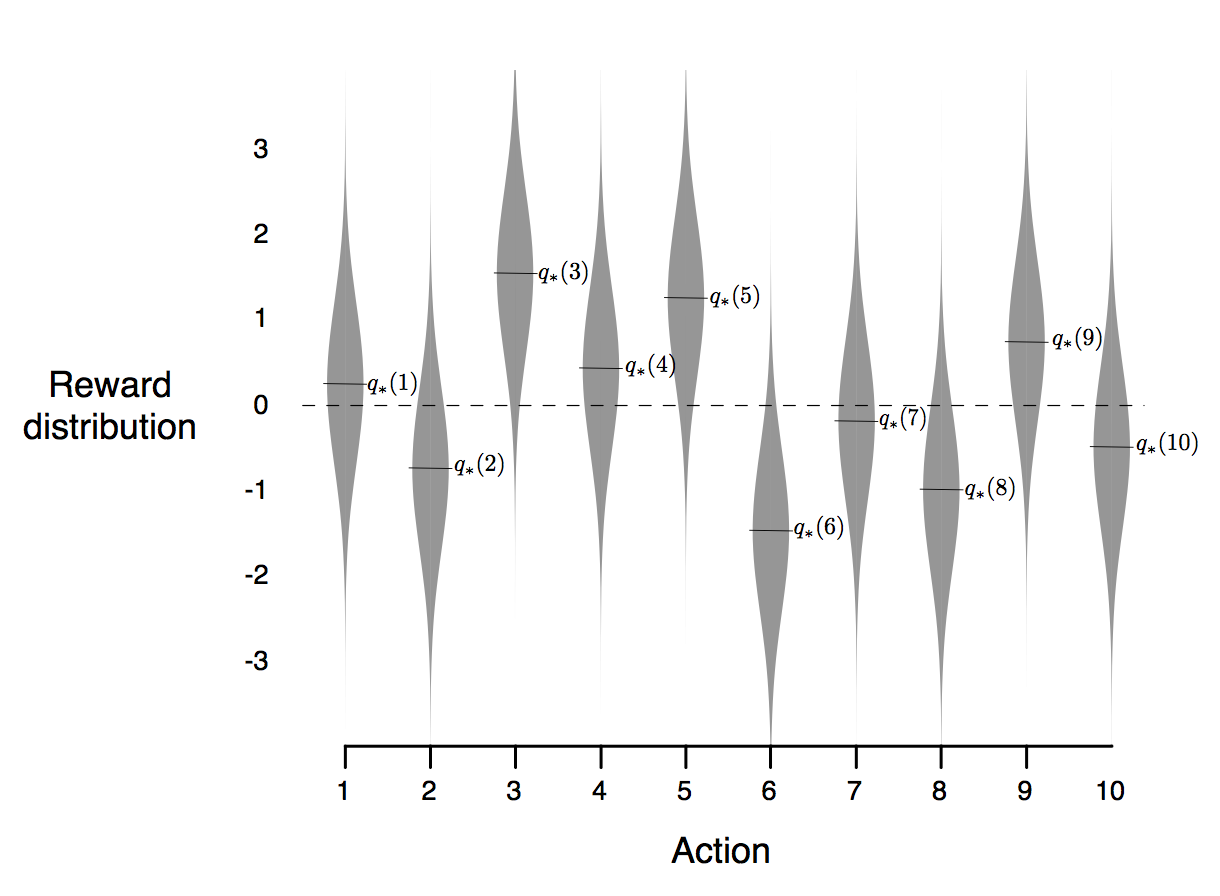 3
2
1
0
-1
-2
-3
Reward
distribution
q∗(1)
q∗(2)
q∗(3)
q∗(4)
q∗(5)
q∗(6)
q∗(7)
q∗(8)
q∗(9)
q∗(10)
1 2 3 4 5 6 7 8 9 10
Action